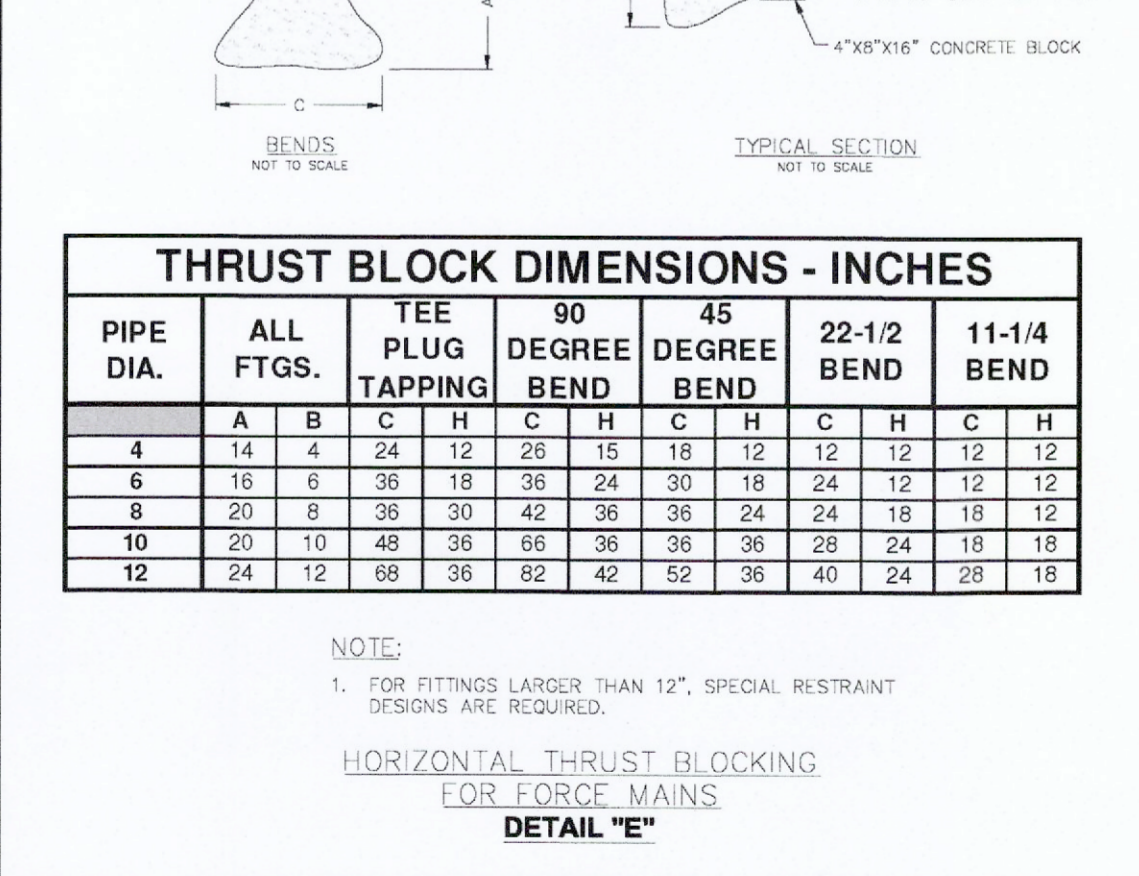 A
4"X8"X16" CONCRETE BLOCK
C
BENDS
NOT TO SCALE
TYPICAL SECTION
NOT TO SCALE
THRUST BLOCK DIMENSIONS - INCHES
PIPE DIA. ALL FTGS. TEE PLUG TAPPING 90 DEGREE BEND 45 DEGREE BEND 22-1/2 BEND 11-1/4 BEND
A B C H C H C H C H C H
4 14 4 24 12 26 15 18 12 12 12 12 12
6 16 6 36 18 36 24 30 18 24 12 12 12
8 20 8 36 30 42 36 36 24 24 18 18 12
10 20 10 48 36 66 36 36 36 28 24 18 18
12 24 12 68 36 82 42 52 36 40 24 28 18
NOTE:
1. FOR FITTINGS LARGER THAN 12", SPECIAL RESTRAINT
DESIGNS ARE REQUIRED.
HORIZONTAL THRUST BLOCKING
FOR FORCE MAINS
DETAIL "E"